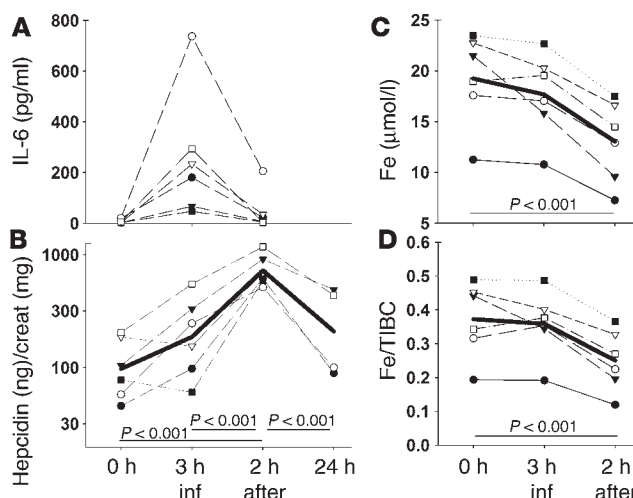 A
IL-6 (pg/ml)
800
600
400
200
0
B
Hepcidin (ng)/creat (mg)
1000
300
100
30
P < 0.001
P < 0.001
P < 0.001
0 h
3 h
inf
2 h
after
24 h
C
Fe (μmol/l)
25
20
15
10
5
P < 0.001
D
Fe/TIBC
0.6
0.5
0.4
0.3
0.2
0.1
0.0
P < 0.001
0 h
3 h
inf
2 h
after